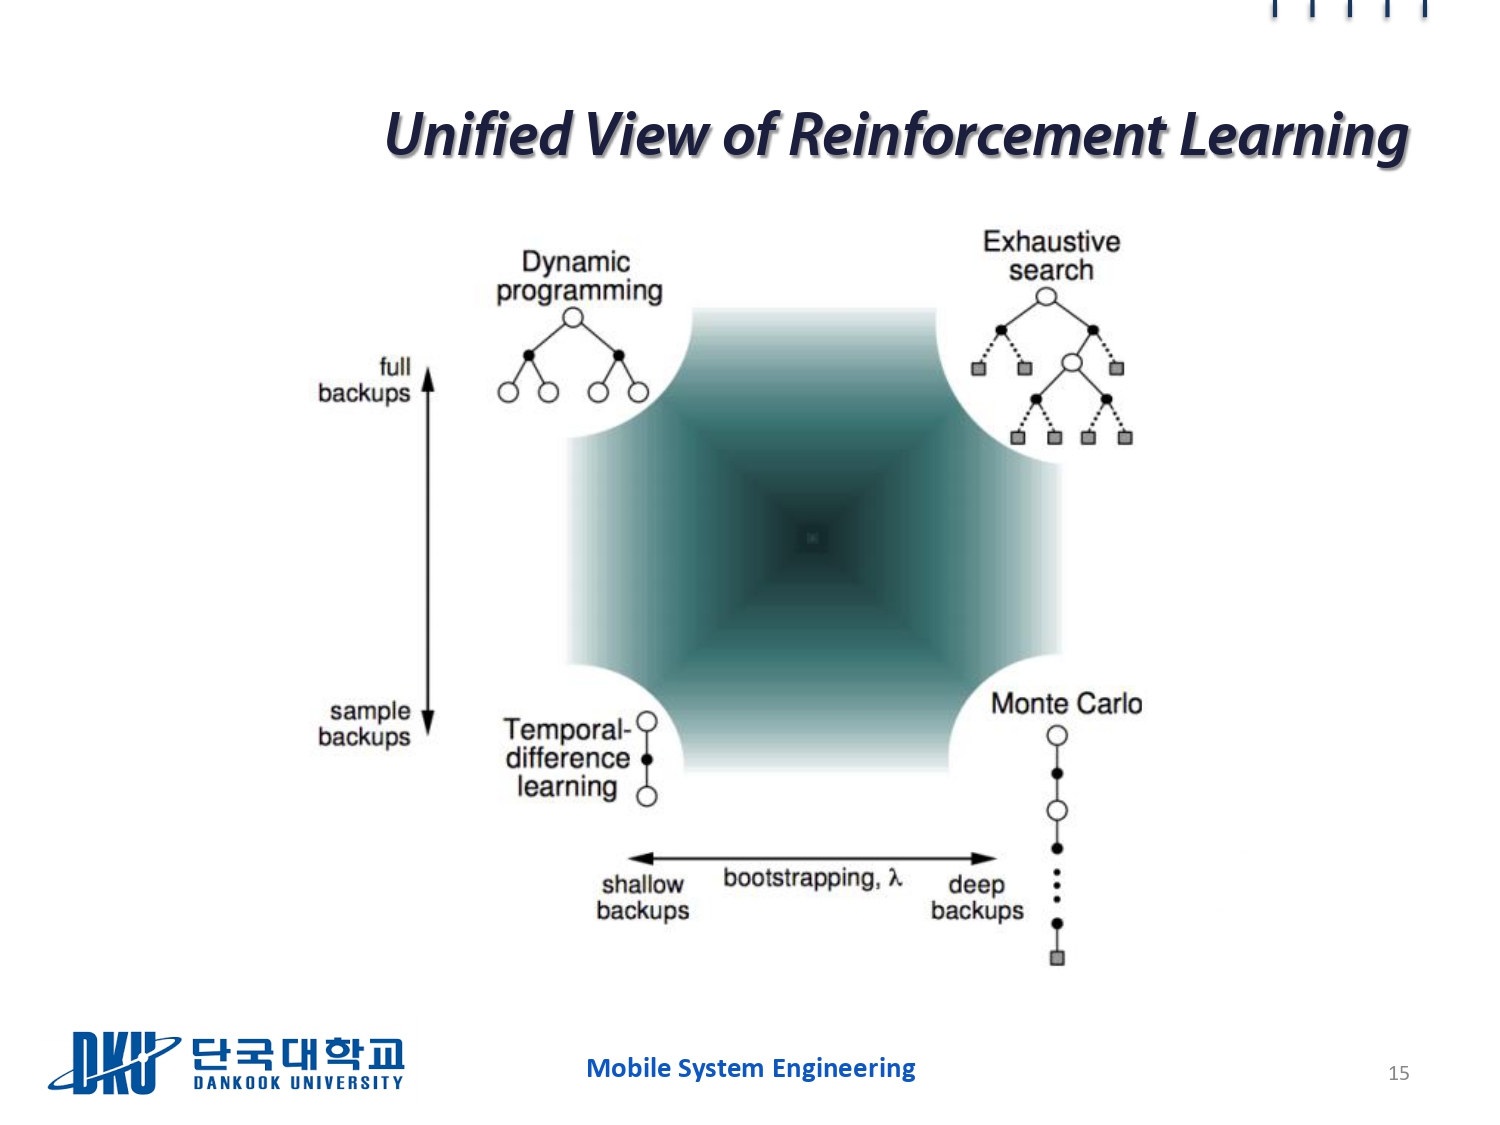 Unified View of Reinforcement Learning
Dynamic
programming
Exhaustive
search
full
backups
sample
backups
Temporal-
difference
learning
Monte Carlo
bootstrapping, λ
shallow
backups
deep
backups
DKU 단국대학교
DANKOOK UNIVERSITY
Mobile System Engineering
15